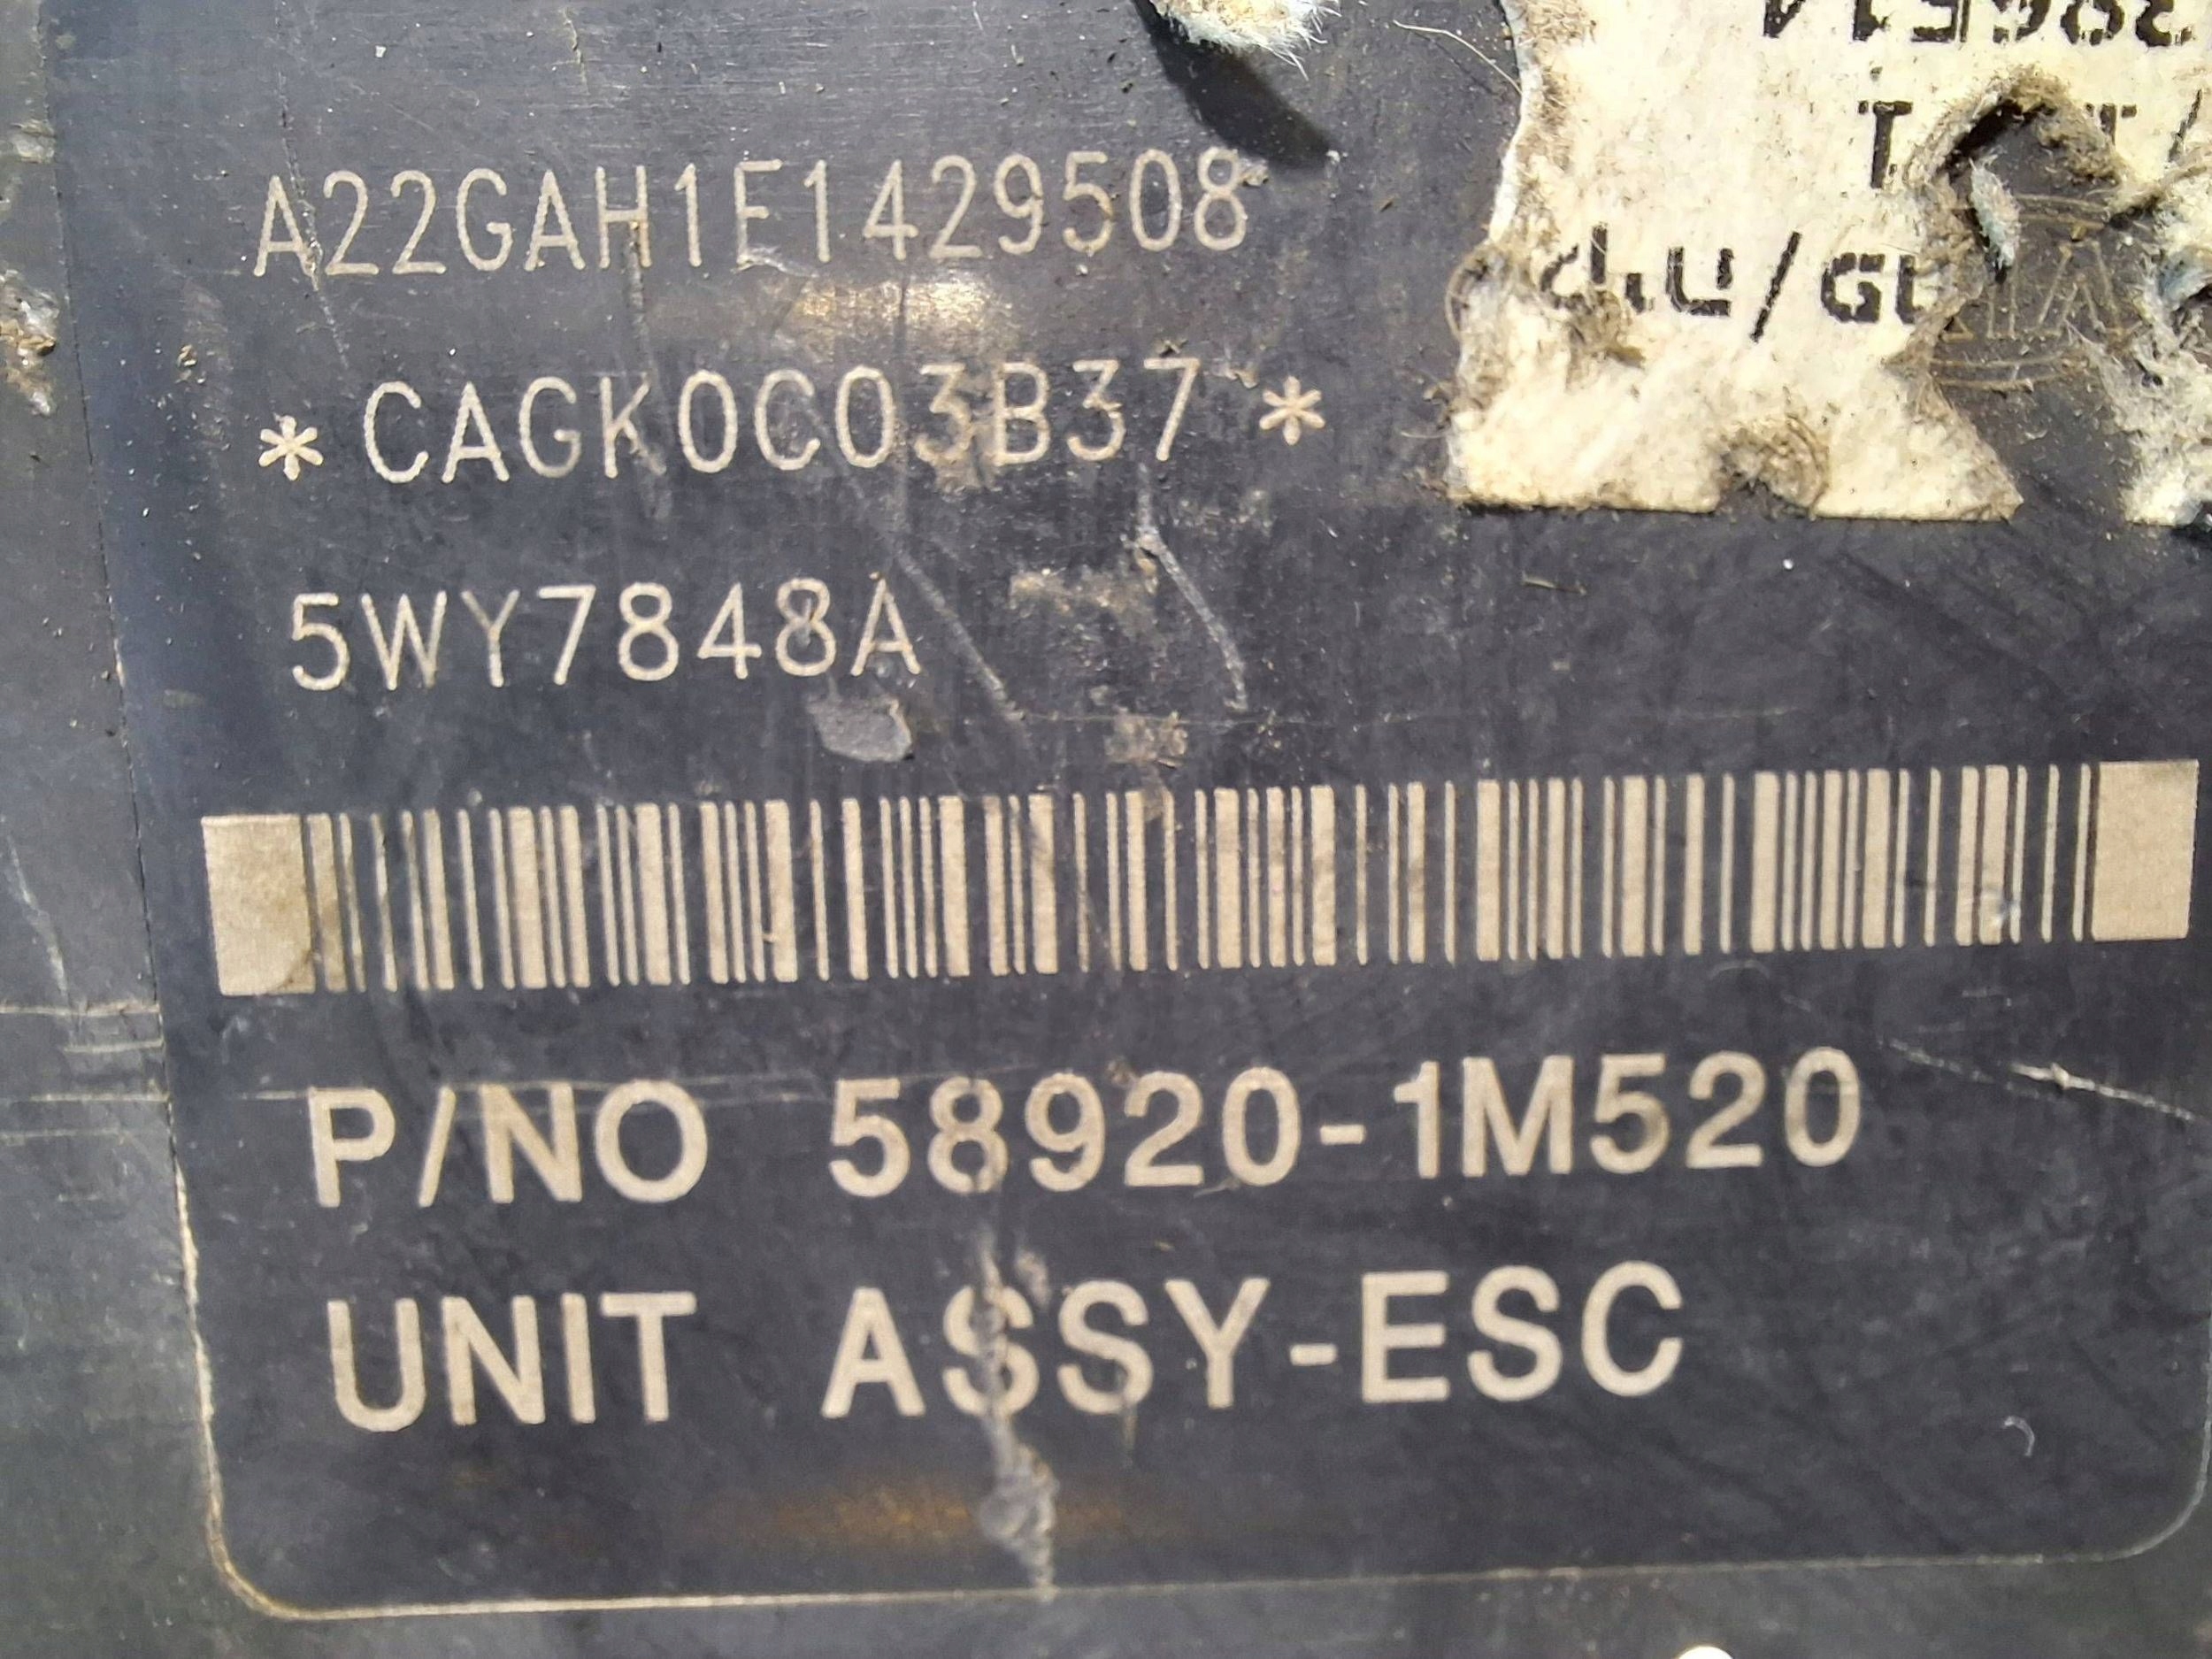 A22GAH1E1429508
*CAGK0C03B37*
5WY7848A
P/NO 58920-1M520
UNIT ASSY-ESC